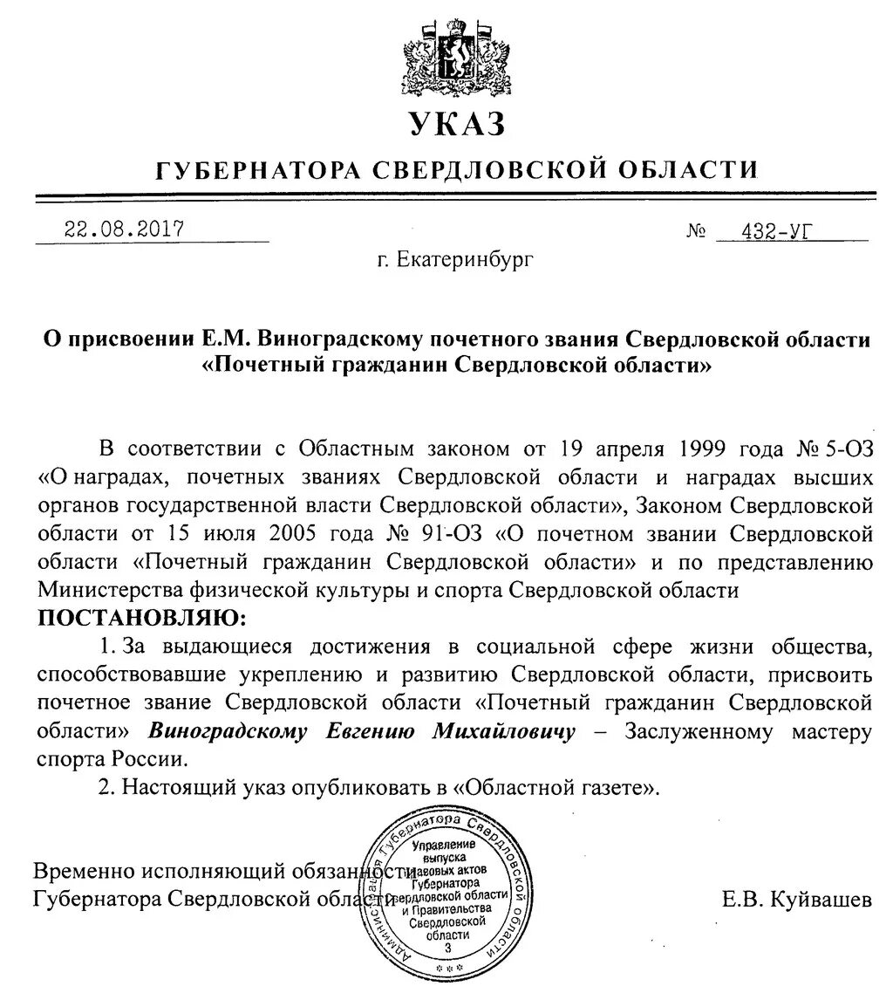 УКАЗ
ГУБЕРНАТОРА СВЕРДЛОВСКОЙ ОБЛАСТИ
22.08.2017 № 432-УГ
г. Екатеринбург
О присвоении Е.М. Виноградскому почетного звания Свердловской области
«Почетный гражданин Свердловской области»
В соответствии с Областным законом от 19 апреля 1999 года № 5-ОЗ
«О наградах, почетных званиях Свердловской области и наградах высших
органов государственной власти Свердловской области», Законом Свердловской
области от 15 июля 2005 года № 91-ОЗ «О почетном звании Свердловской
области «Почетный гражданин Свердловской области» и по представлению
Министерства физической культуры и спорта Свердловской области
ПОСТАНОВЛЯЮ:
1. За выдающиеся достижения в социальной сфере жизни общества,
способствовавшие укреплению и развитию Свердловской области, присвоить
почетное звание Свердловской области «Почетный гражданин Свердловской
области» Виноградскому Евгению Михайловичу – Заслуженному мастеру
спорта России.
2. Настоящий указ опубликовать в «Областной газете».
Временно исполняющий обязанности
Губернатора Свердловской области Е.В. Куйвашев
Администрация Губернатора Свердловской области
Управление
выпуска
правовых актов
Губернатора
Свердловской области
и Правительства
Свердловской
области
3
* * *